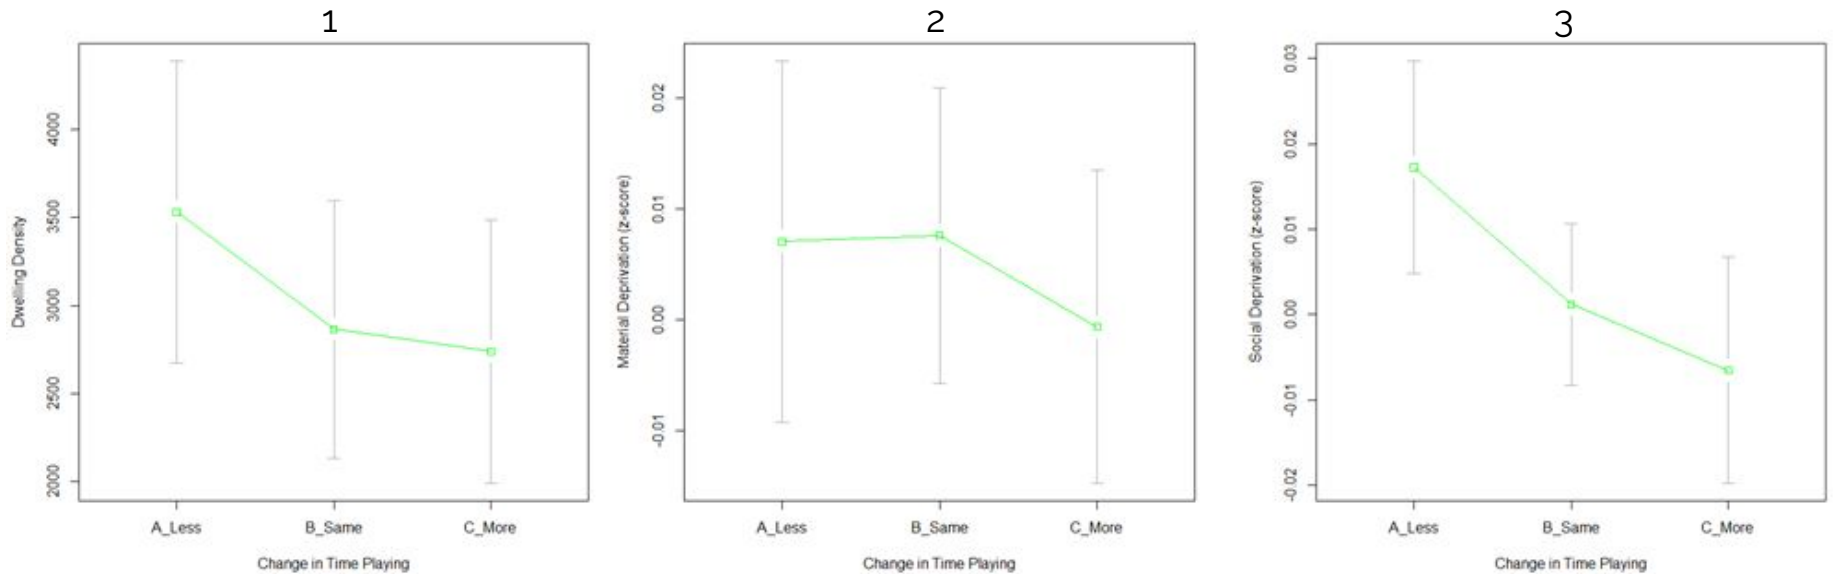 1
2
3
Dwelling Density
4000
3500
3000
2500
2000
A_Less
B_Same
C_More
Change in Time Playing
Material Deprivation (z-score)
0.02
0.01
0.00
-0.01
A_Less
B_Same
C_More
Change in Time Playing
Social Deprivation (z-score)
0.03
0.02
0.01
0.00
-0.01
-0.02
A_Less
B_Same
C_More
Change in Time Playing